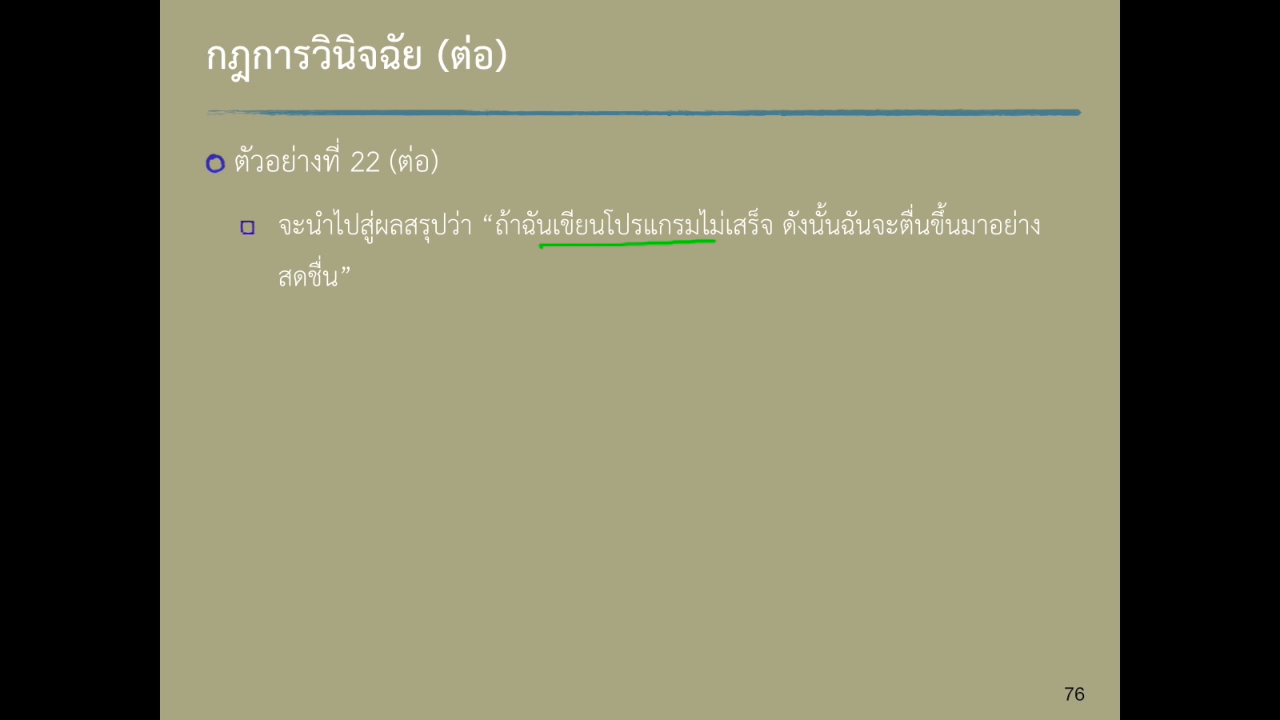 กฎการวินิจฉัย (ต่อ)
ตัวอย่างที่ 22 (ต่อ)
จะนำไปสู่ผลสรุปว่า “ถ้าฉันเขียนโปรแกรมไม่เสร็จ ดังนั้นฉันจะตื่นขึ้นมาอย่าง
สดชื่น”
76